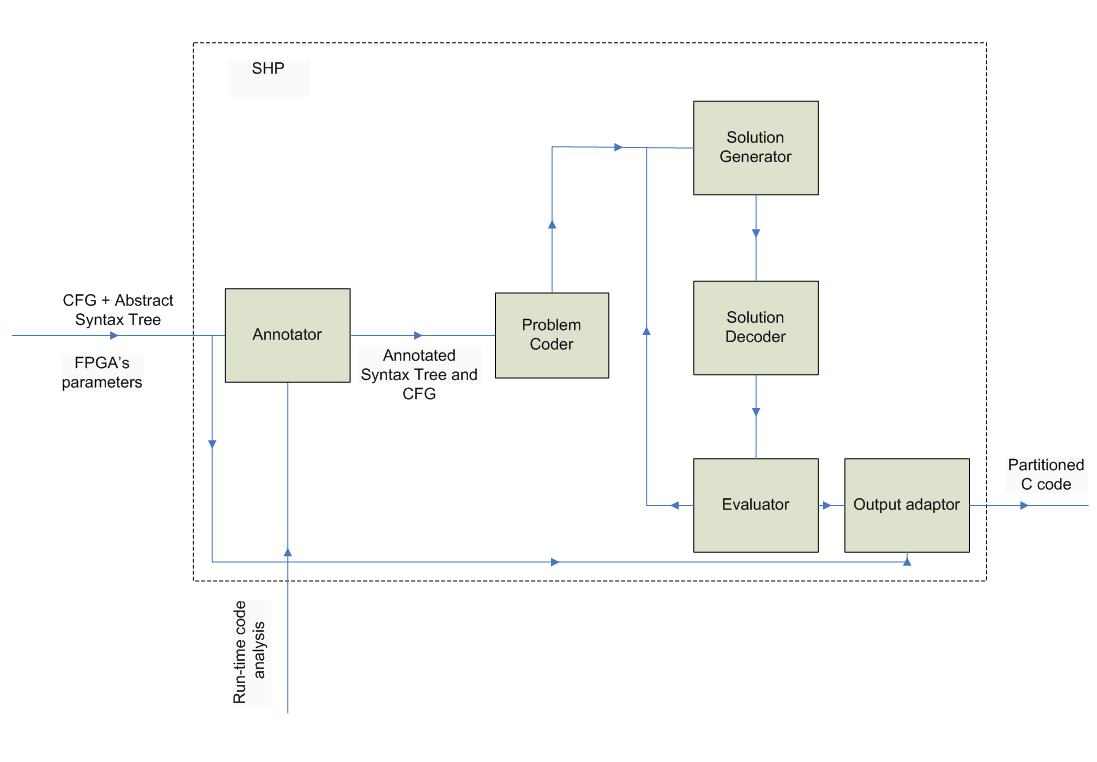 SHP
Solution
Generator
CFG + Abstract
Syntax Tree
FPGA's
parameters
Annotator
Annotated
Syntax Tree and
CFG
Problem
Coder
Solution
Decoder
Evaluator
Output adaptor
Partitioned
C code
Run-time code
analysis